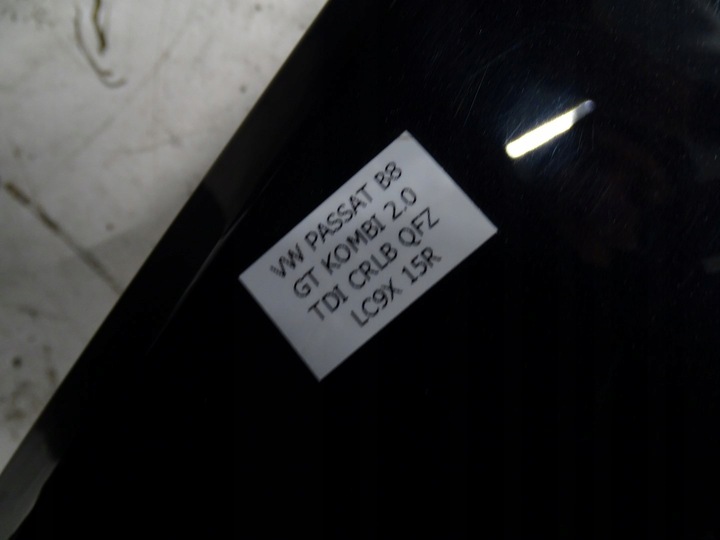 VW PASSAT B8
GT KOMBI 2.0
TDI CRLB QFZ
LC9X 15R